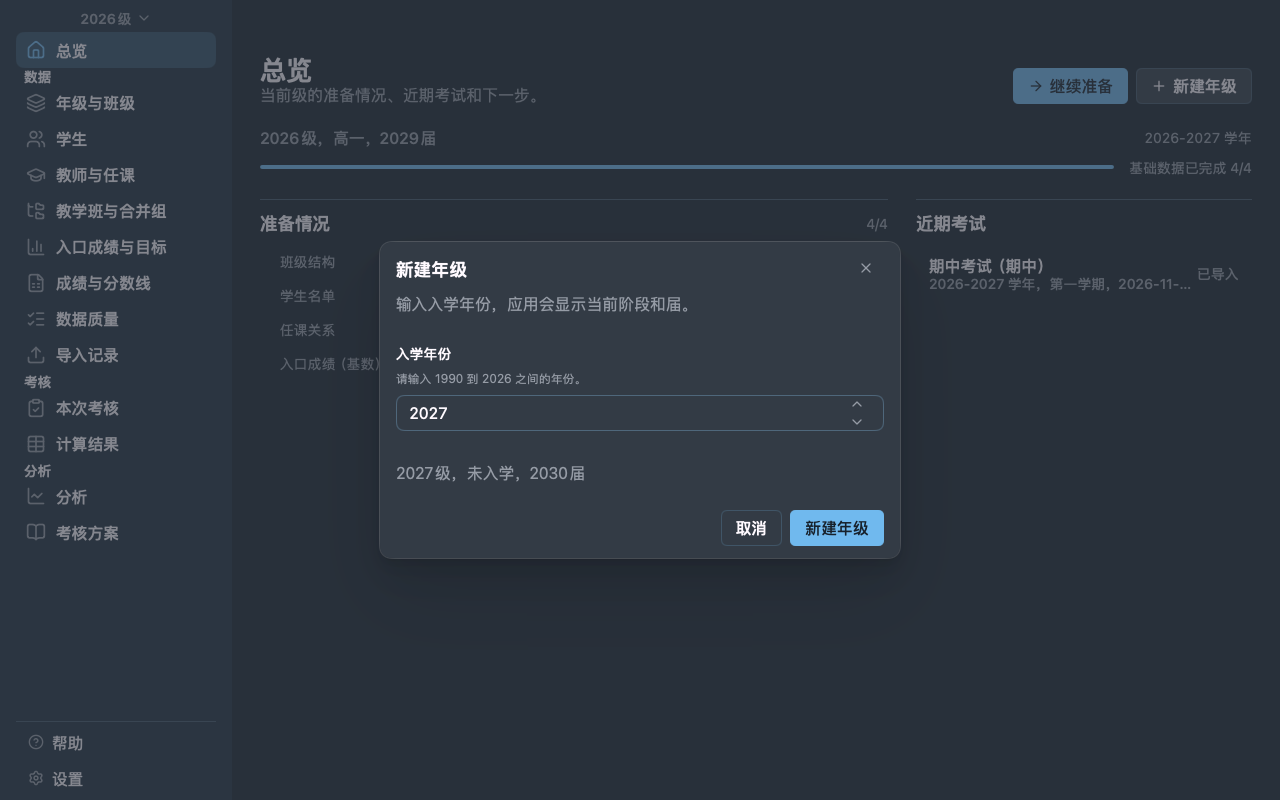 2026级
总览
数据
年级与班级
学生
教师与任课
教学班与合并组
入口成绩与目标
成绩与分数线
数据质量
导入记录
考核
本次考核
计算结果
分析
分析
考核方案
帮助
设置
总览
当前级的准备情况、近期考试和下一步。
继续准备
新建年级
2026级，高一，2029届
2026-2027 学年
基础数据已完成 4/4
准备情况
4/4
班级结构
学生名单
任课关系
入口成绩（基数）
近期考试
期中考试（期中）
2026-2027 学年，第一学期，2026-11-...
已导入
新建年级
输入入学年份，应用会显示当前阶段和届。
入学年份
请输入 1990 到 2026 之间的年份。
2027
2027级，未入学，2030届
取消
新建年级